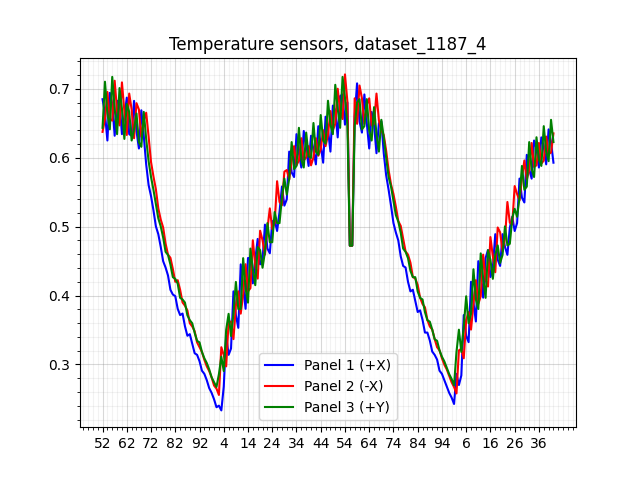 Temperature sensors, dataset_1187_4
0.7
0.6
0.5
0.4
0.3
Panel 1 (+X)
Panel 2 (-X)
Panel 3 (+Y)
52 62 72 82 92 4 14 24 34 44 54 64 74 84 94 6 16 26 36